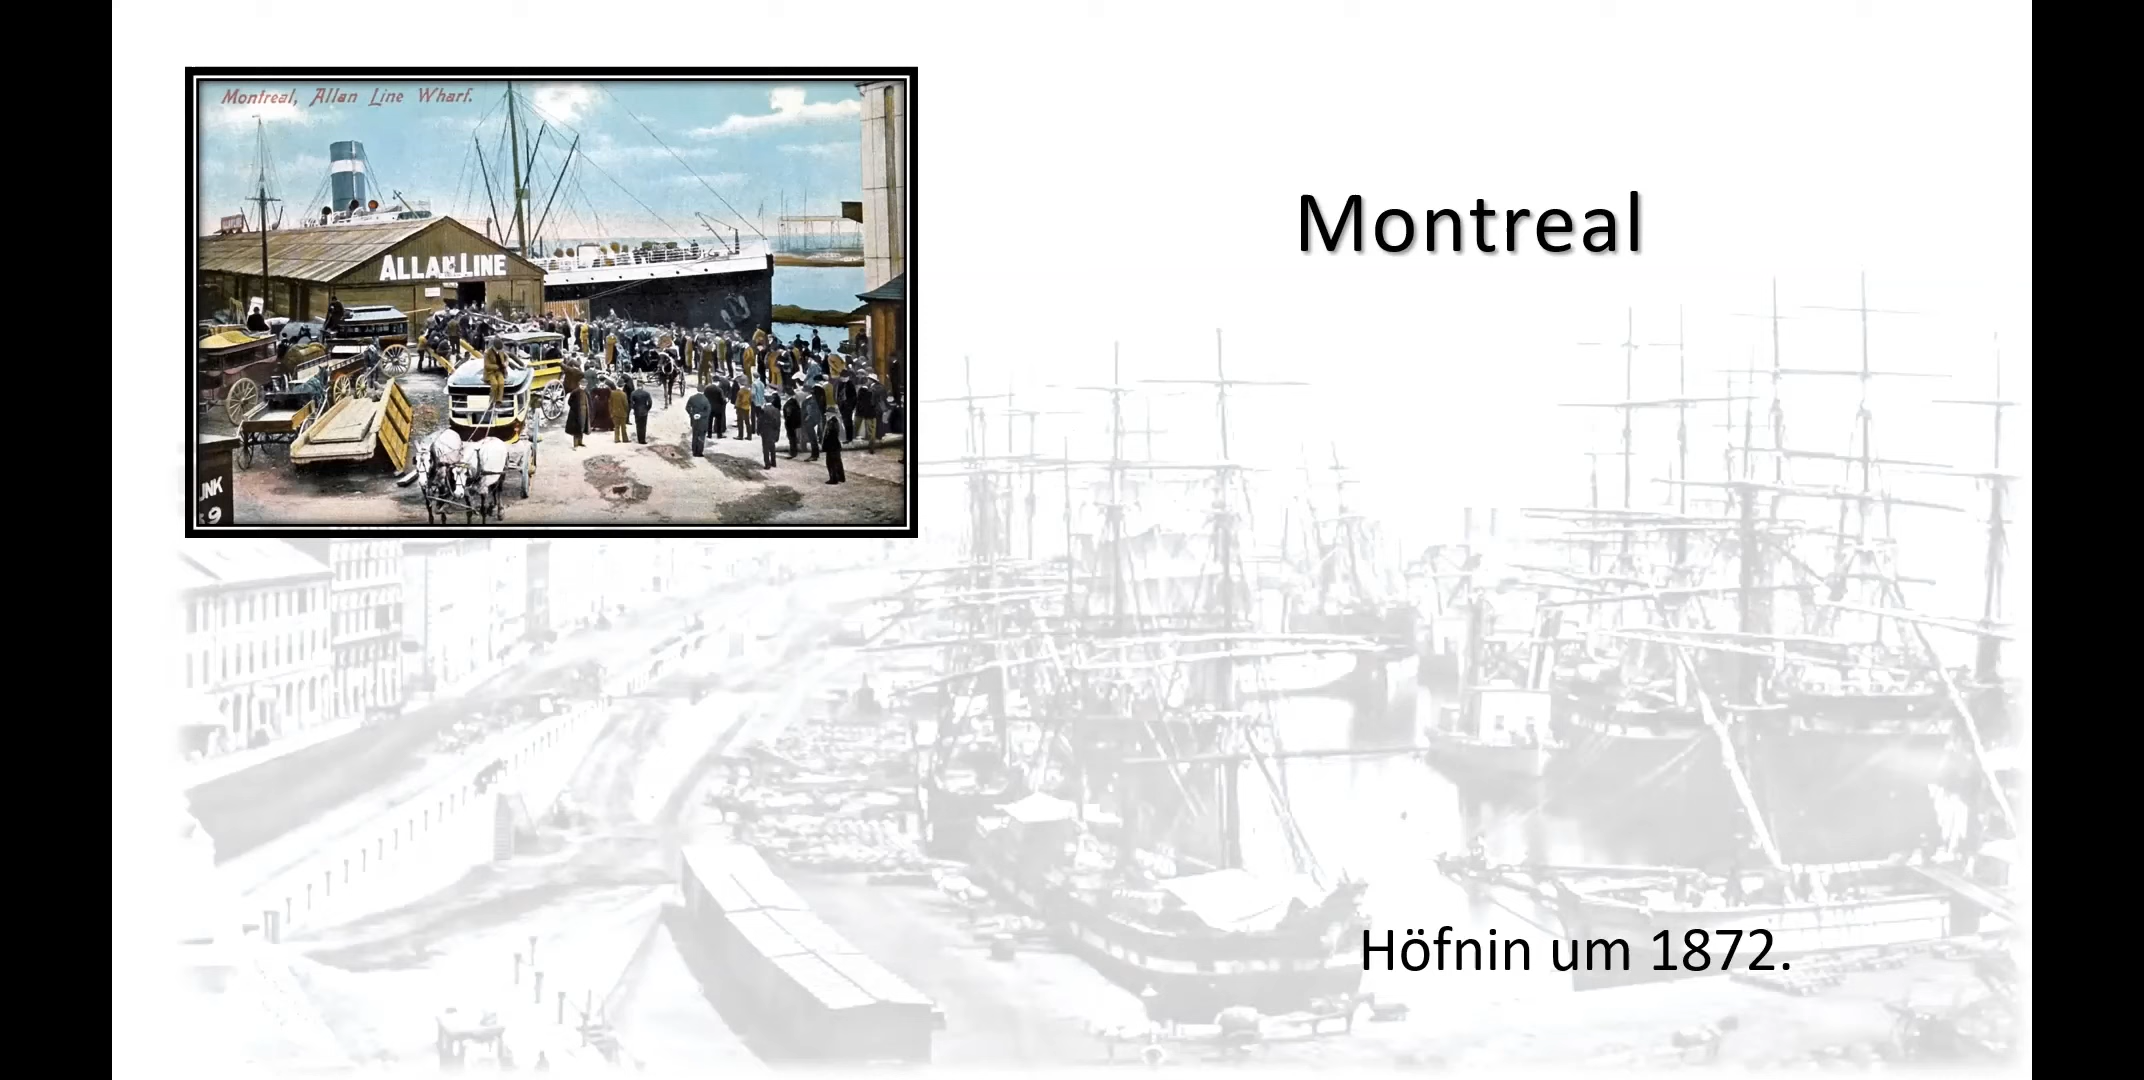 Montreal, Allan Line Wharf.
ALLAN LINE
Montreal
Höfnin um 1872.